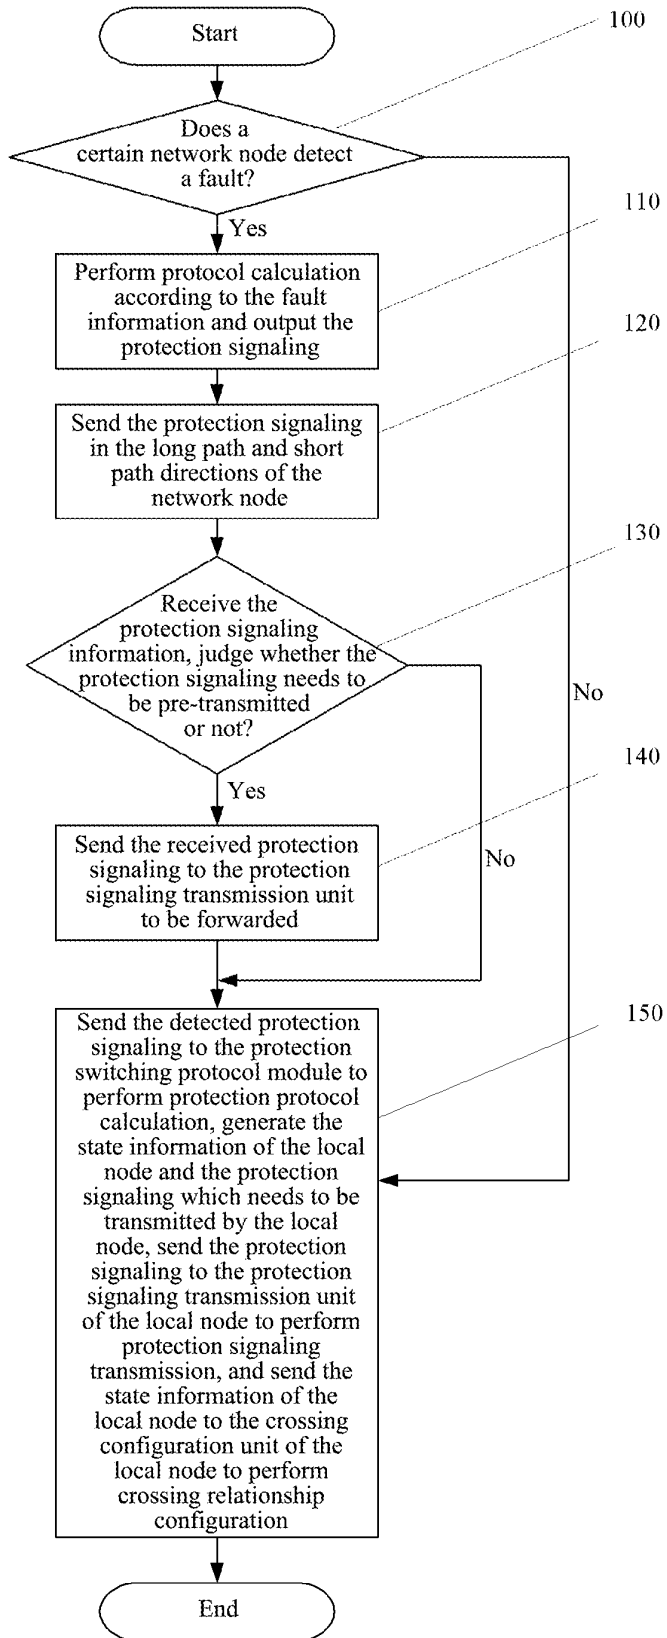 Start
100
Does a
certain network node detect
a fault?
Yes
110
Perform protocol calculation
according to the fault
information and output the
protection signaling
120
Send the protection signaling
in the long path and short
path directions of the
network node
130
Receive the
protection signaling
information, judge whether the
protection signaling needs to
be pre-transmitted
or not?
No
Yes
140
Send the received protection
signaling to the protection
signaling transmission unit
to be forwarded
No
150
Send the detected protection
signaling to the protection
switching protocol module to
perform protection protocol
calculation, generate the
state information of the local
node and the protection
signaling which needs to be
transmitted by the local
node, send the protection
signaling to the protection
signaling transmission unit
of the local node to perform
protection signaling
transmission, and send the
state information of the
local node to the crossing
configuration unit of the
local node to perform
crossing relationship
configuration
End